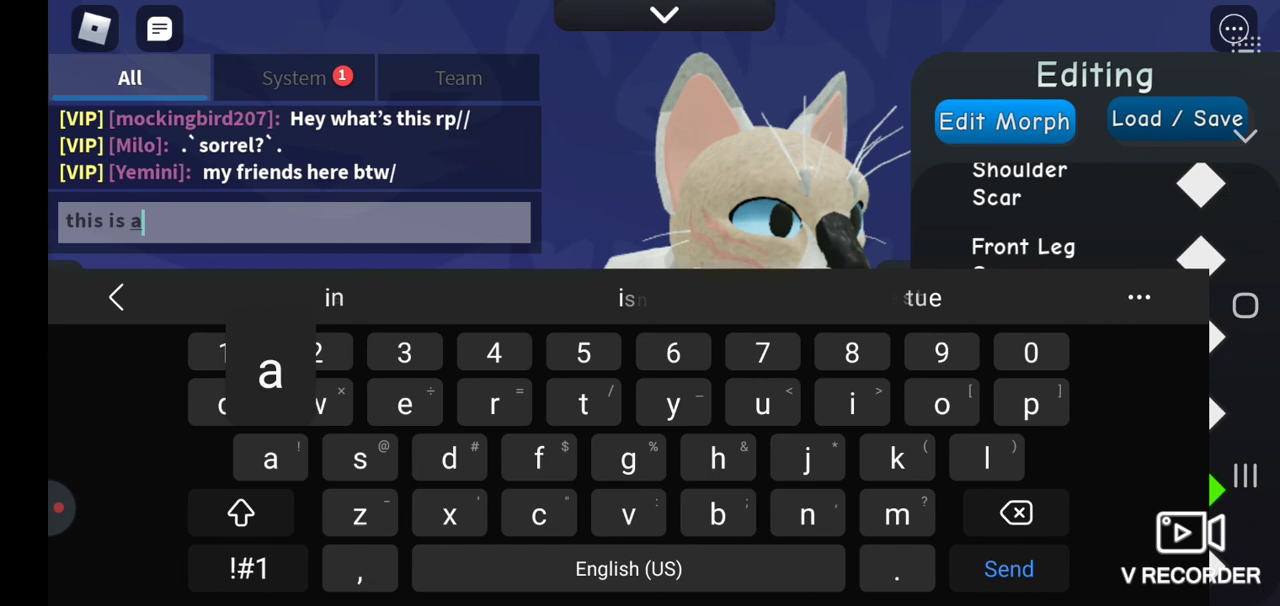 All
System 1
Team
[VIP] [mockingbird207]: Hey what's this rp//
[VIP] [Milo]: .`sorrel?`.
[VIP] [Yemini]: my friends here btw/
this is a
Editing
Edit Morph
Load / Save
Shoulder
Scar
Front Leg
in
is
tue
1 2 3 4 5 6 7 8 9 0
a
w × e ÷ r = t / y _ u < i > o [ p ]
a ! s @ d # f $ g % h & j * k ( l )
z - x ' c " v : b ; n , m ?
!#1 , English (US) . Send
V RECORDER